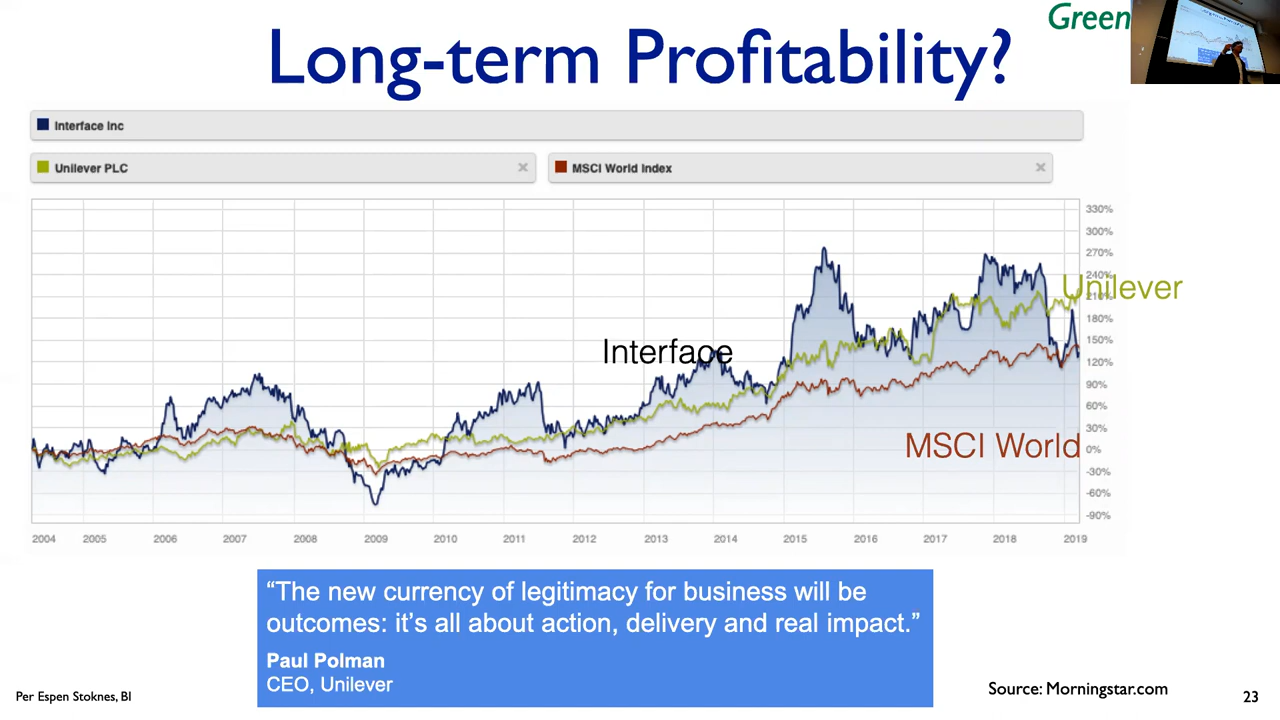 Green
Long-term Profitability?
Interface Inc
Unilever PLC
MSCI World Index
330%
300%
270%
240%
Unilever
210%
180%
150%
Interface
120%
90%
60%
30%
MSCI World
0%
-30%
-60%
-90%
2004 2005 2006 2007 2008 2009 2010 2011 2012 2013 2014 2015 2016 2017 2018 2019
“The new currency of legitimacy for business will be
outcomes: it’s all about action, delivery and real impact.”
Paul Polman
CEO, Unilever
Per Espen Stoknes, BI
Source: Morningstar.com
23